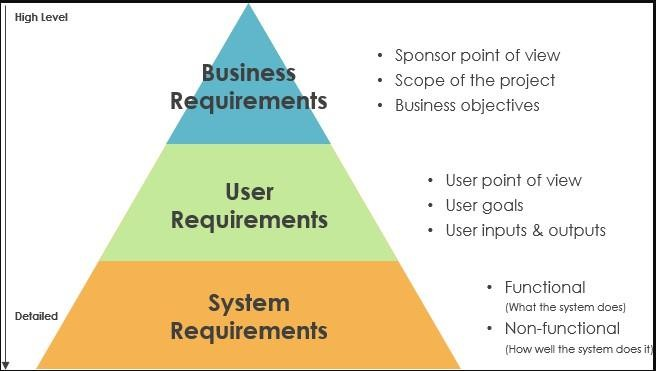 High Level
Business
Requirements
• Sponsor point of view
• Scope of the project
• Business objectives
User
Requirements
• User point of view
• User goals
• User inputs & outputs
Detailed
System
Requirements
• Functional
(What the system does)
• Non-functional
(How well the system does it)